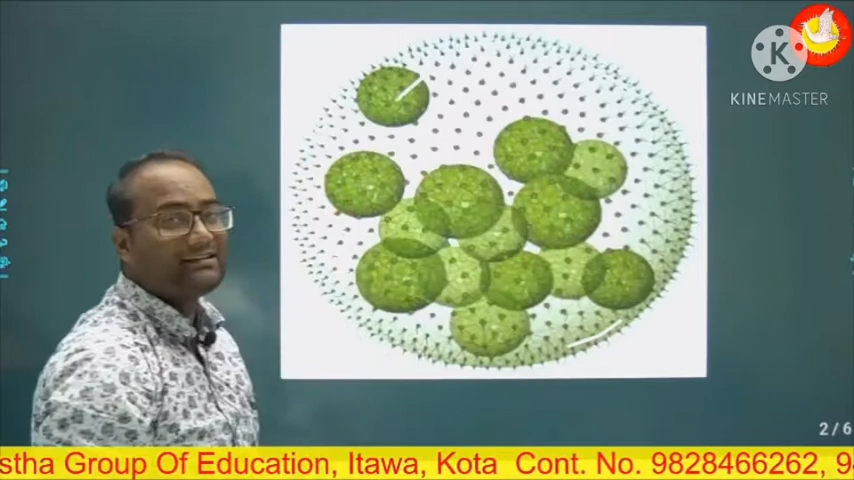 KINEMASTER
2/6
stha Group Of Education, Itawa, Kota Cont. No. 9828466262, 9